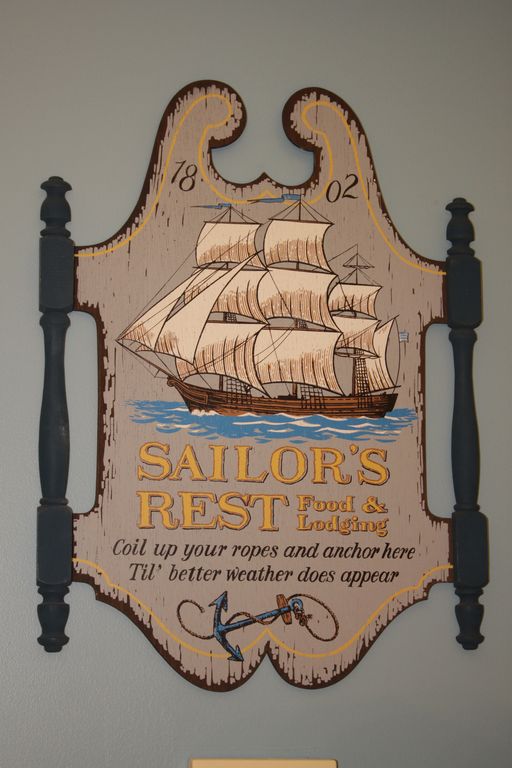 18 02
SAILOR'S
REST Food &
Lodging
Coil up your ropes and anchor here
Til' better weather does appear